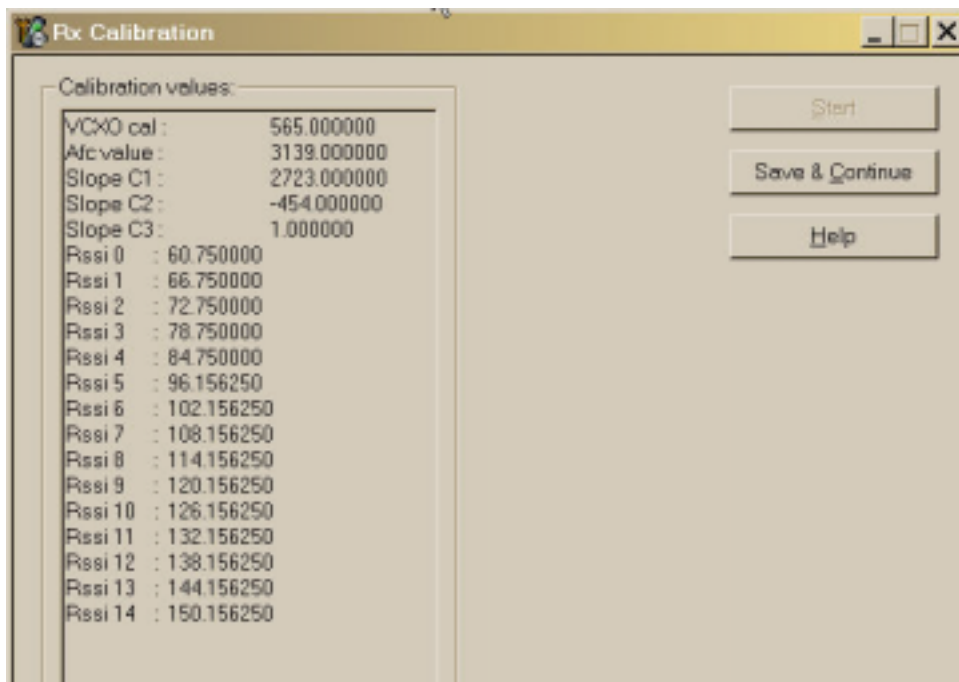 Rx Calibration
Calibration values:
VCXO cal : 565.000000
Afc value : 3139.000000
Slope C1 : 2723.000000
Slope C2 : -454.000000
Slope C3 : 1.000000
Rssi 0 : 60.750000
Rssi 1 : 66.750000
Rssi 2 : 72.750000
Rssi 3 : 78.750000
Rssi 4 : 84.750000
Rssi 5 : 96.156250
Rssi 6 : 102.156250
Rssi 7 : 108.156250
Rssi 8 : 114.156250
Rssi 9 : 120.156250
Rssi 10 : 126.156250
Rssi 11 : 132.156250
Rssi 12 : 138.156250
Rssi 13 : 144.156250
Rssi 14 : 150.156250
Start
Save & Continue
Help